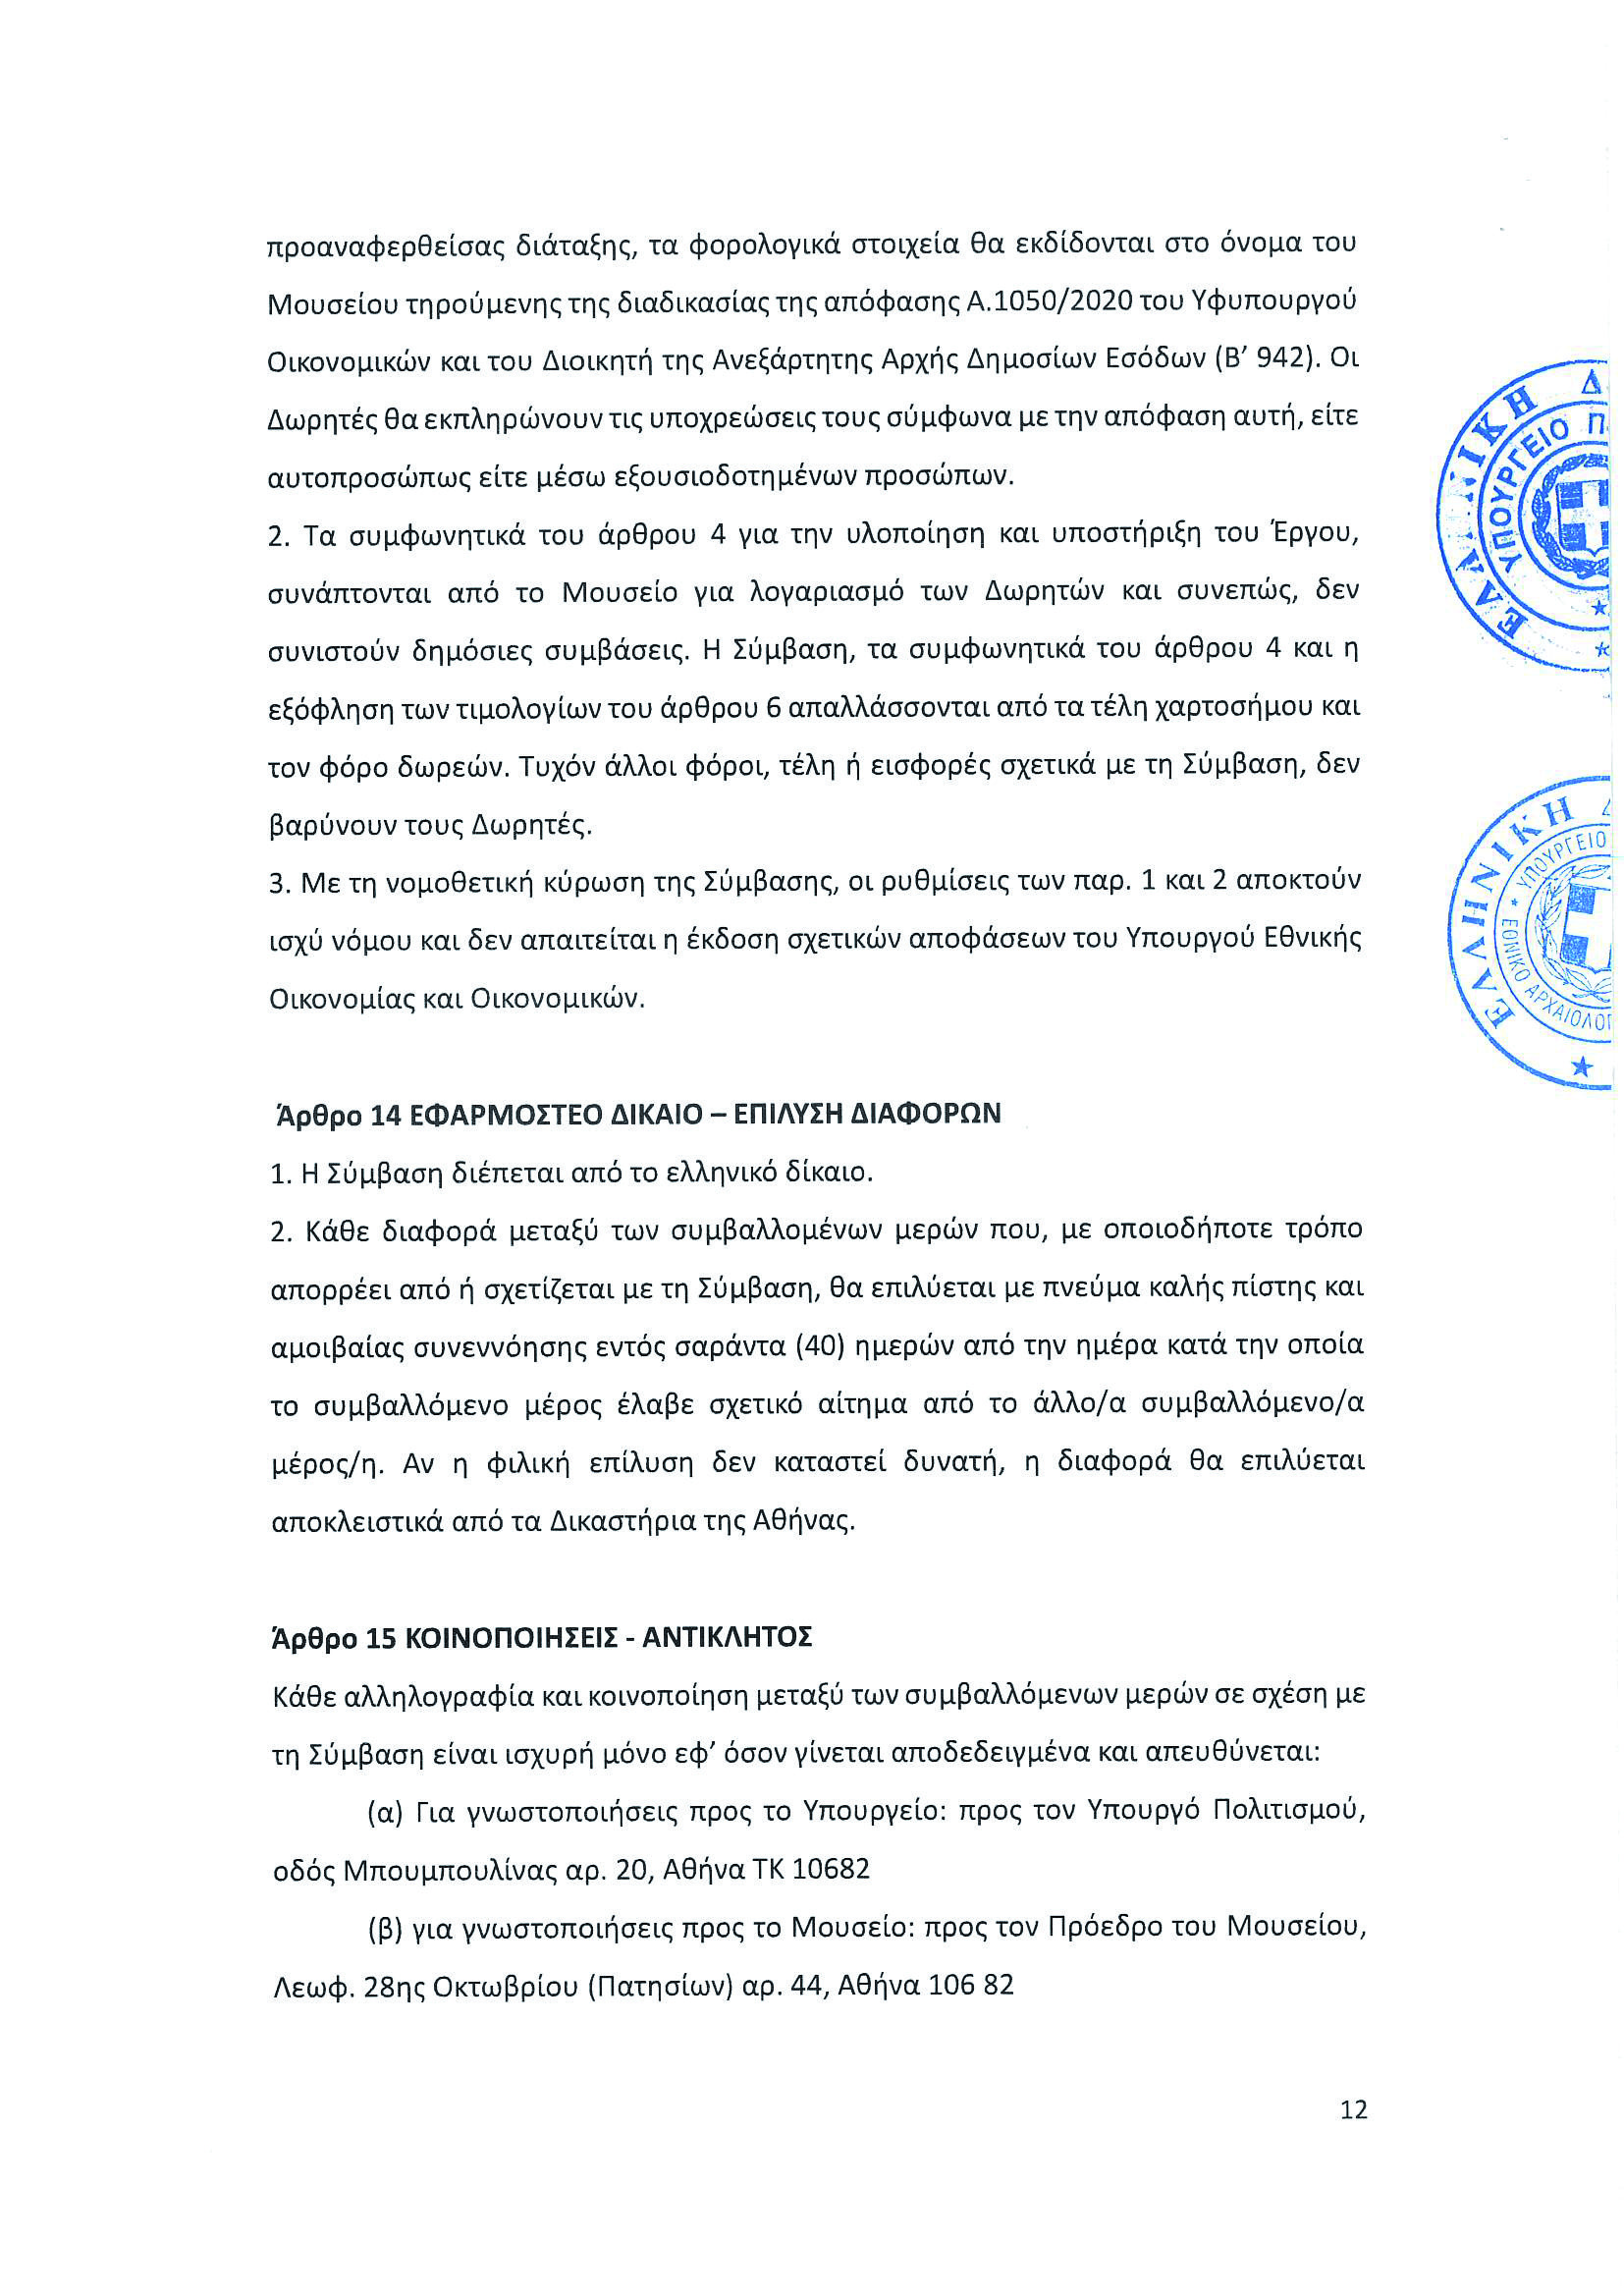 προαναφερθείσας διάταξης, τα φορολογικά στοιχεία θα εκδίδονται στο όνομα του
Μουσείου τηρούμενης της διαδικασίας της απόφασης Α.1050/2020 του Υφυπουργού
Οικονομικών και του Διοικητή της Ανεξάρτητης Αρχής Δημοσίων Εσόδων (Β’ 942). Οι
Δωρητές θα εκπληρώνουν τις υποχρεώσεις τους σύμφωνα με την απόφαση αυτή, είτε
αυτοπροσώπως είτε μέσω εξουσιοδοτημένων προσώπων.
2. Τα συμφωνητικά του άρθρου 4 για την υλοποίηση και υποστήριξη του Έργου,
συνάπτονται από το Μουσείο για λογαριασμό των Δωρητών και συνεπώς, δεν
συνιστούν δημόσιες συμβάσεις. Η Σύμβαση, τα συμφωνητικά του άρθρου 4 και η
εξόφληση των τιμολογίων του άρθρου 6 απαλλάσσονται από τα τέλη χαρτοσήμου και
τον φόρο δωρεών. Τυχόν άλλοι φόροι, τέλη ή εισφορές σχετικά με τη Σύμβαση, δεν
βαρύνουν τους Δωρητές.
3. Με τη νομοθετική κύρωση της Σύμβασης, οι ρυθμίσεις των παρ. 1 και 2 αποκτούν
ισχύ νόμου και δεν απαιτείται η έκδοση σχετικών αποφάσεων του Υπουργού Εθνικής
Οικονομίας και Οικονομικών.
Άρθρο 14 ΕΦΑΡΜΟΣΤΕΟ ΔΙΚΑΙΟ – ΕΠΙΛΥΣΗ ΔΙΑΦΟΡΩΝ
1. Η Σύμβαση διέπεται από το ελληνικό δίκαιο.
2. Κάθε διαφορά μεταξύ των συμβαλλομένων μερών που, με οποιοδήποτε τρόπο
απορρέει από ή σχετίζεται με τη Σύμβαση, θα επιλύεται με πνεύμα καλής πίστης και
αμοιβαίας συνεννόησης εντός σαράντα (40) ημερών από την ημέρα κατά την οποία
το συμβαλλόμενο μέρος έλαβε σχετικό αίτημα από το άλλο/α συμβαλλόμενο/α
μέρος/η. Αν η φιλική επίλυση δεν καταστεί δυνατή, η διαφορά θα επιλύεται
αποκλειστικά από τα Δικαστήρια της Αθήνας.
Άρθρο 15 ΚΟΙΝΟΠΟΙΗΣΕΙΣ - ΑΝΤΙΚΛΗΤΟΣ
Κάθε αλληλογραφία και κοινοποίηση μεταξύ των συμβαλλόμενων μερών σε σχέση με
τη Σύμβαση είναι ισχυρή μόνο εφ’ όσον γίνεται αποδεδειγμένα και απευθύνεται:
(α) Για γνωστοποιήσεις προς το Υπουργείο: προς τον Υπουργό Πολιτισμού,
οδός Μπουμπουλίνας αρ. 20, Αθήνα ΤΚ 10682
(β) για γνωστοποιήσεις προς το Μουσείο: προς τον Πρόεδρο του Μουσείου,
Λεωφ. 28ης Οκτωβρίου (Πατησίων) αρ. 44, Αθήνα 106 82
12
ΕΛΛΗΝΙΚΗ Δ
ΥΠΟΥΡΓΕΙΟ Π
ΕΛΛΗΝΙΚΗ
ΥΠΟΥΡΓΕΙΟ
ΕΘΝΙΚΟ ΑΡΧΑΙΟΛΟΓ